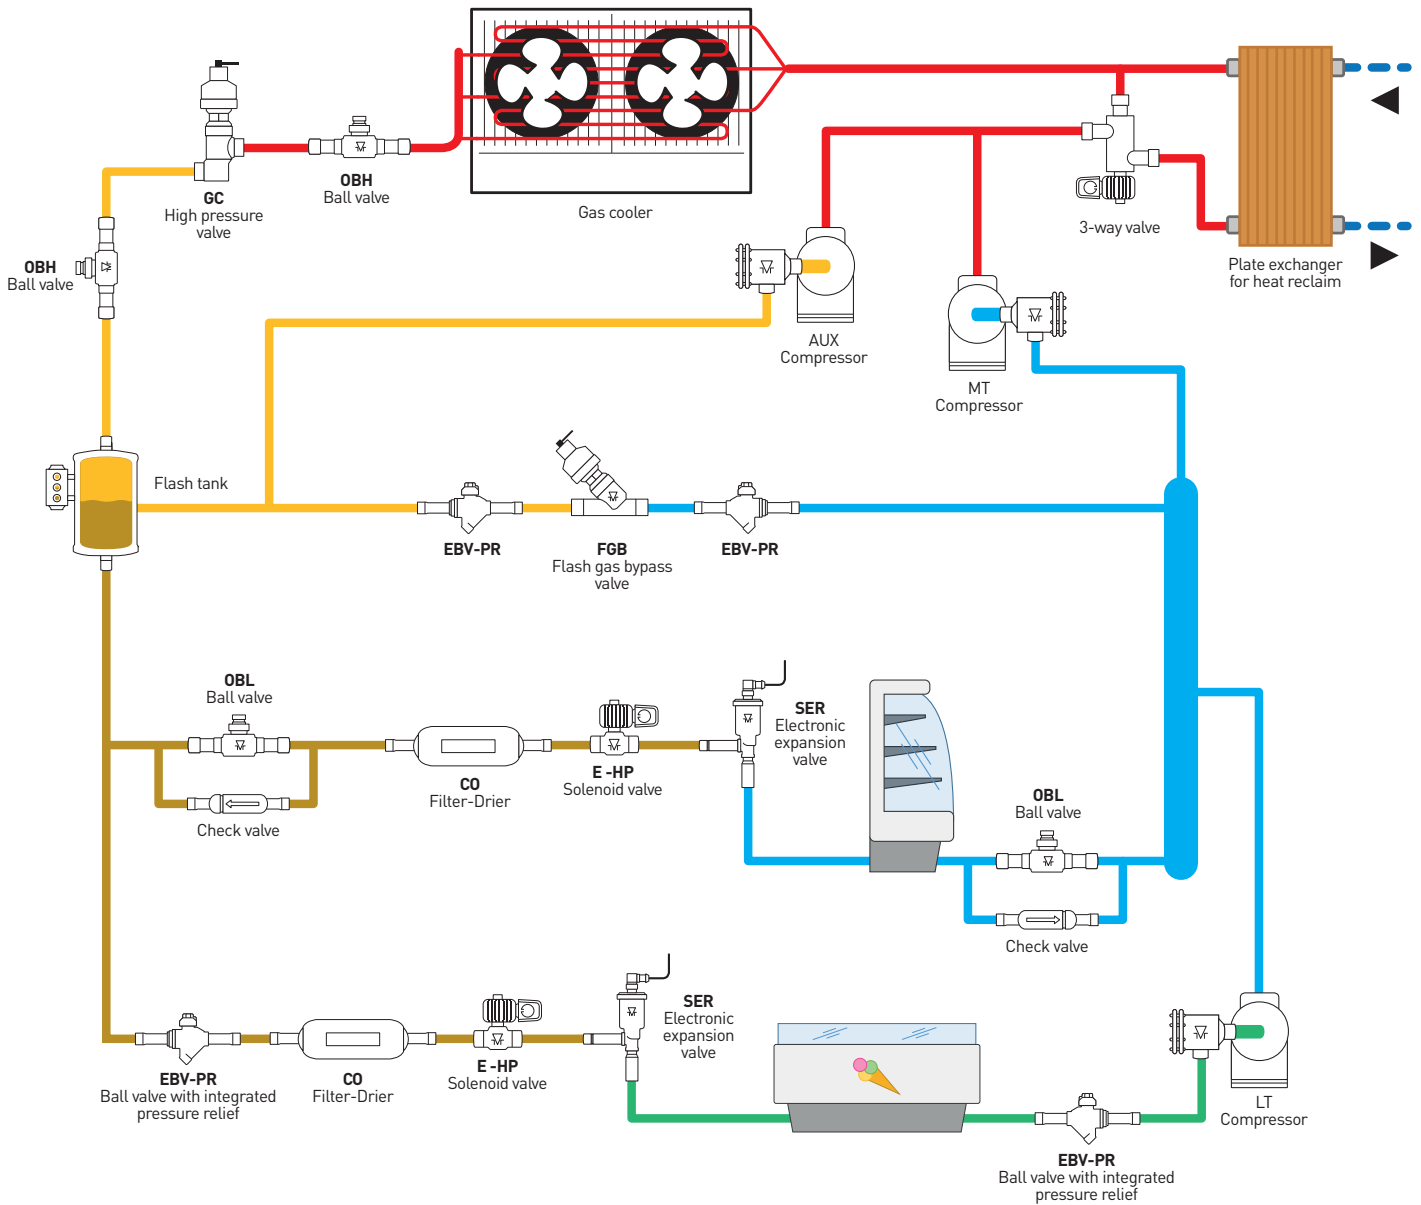 GC
High pressure
valve
OBH
Ball valve
Gas cooler
3-way valve
Plate exchanger
for heat reclaim
OBH
Ball valve
AUX
Compressor
MT
Compressor
Flash tank
EBV-PR
FGB
Flash gas bypass
valve
EBV-PR
OBL
Ball valve
Check valve
CO
Filter-Drier
E -HP
Solenoid valve
SER
Electronic
expansion
valve
OBL
Ball valve
Check valve
EBV-PR
Ball valve with integrated
pressure relief
CO
Filter-Drier
E -HP
Solenoid valve
SER
Electronic
expansion
valve
EBV-PR
Ball valve with integrated
pressure relief
LT
Compressor